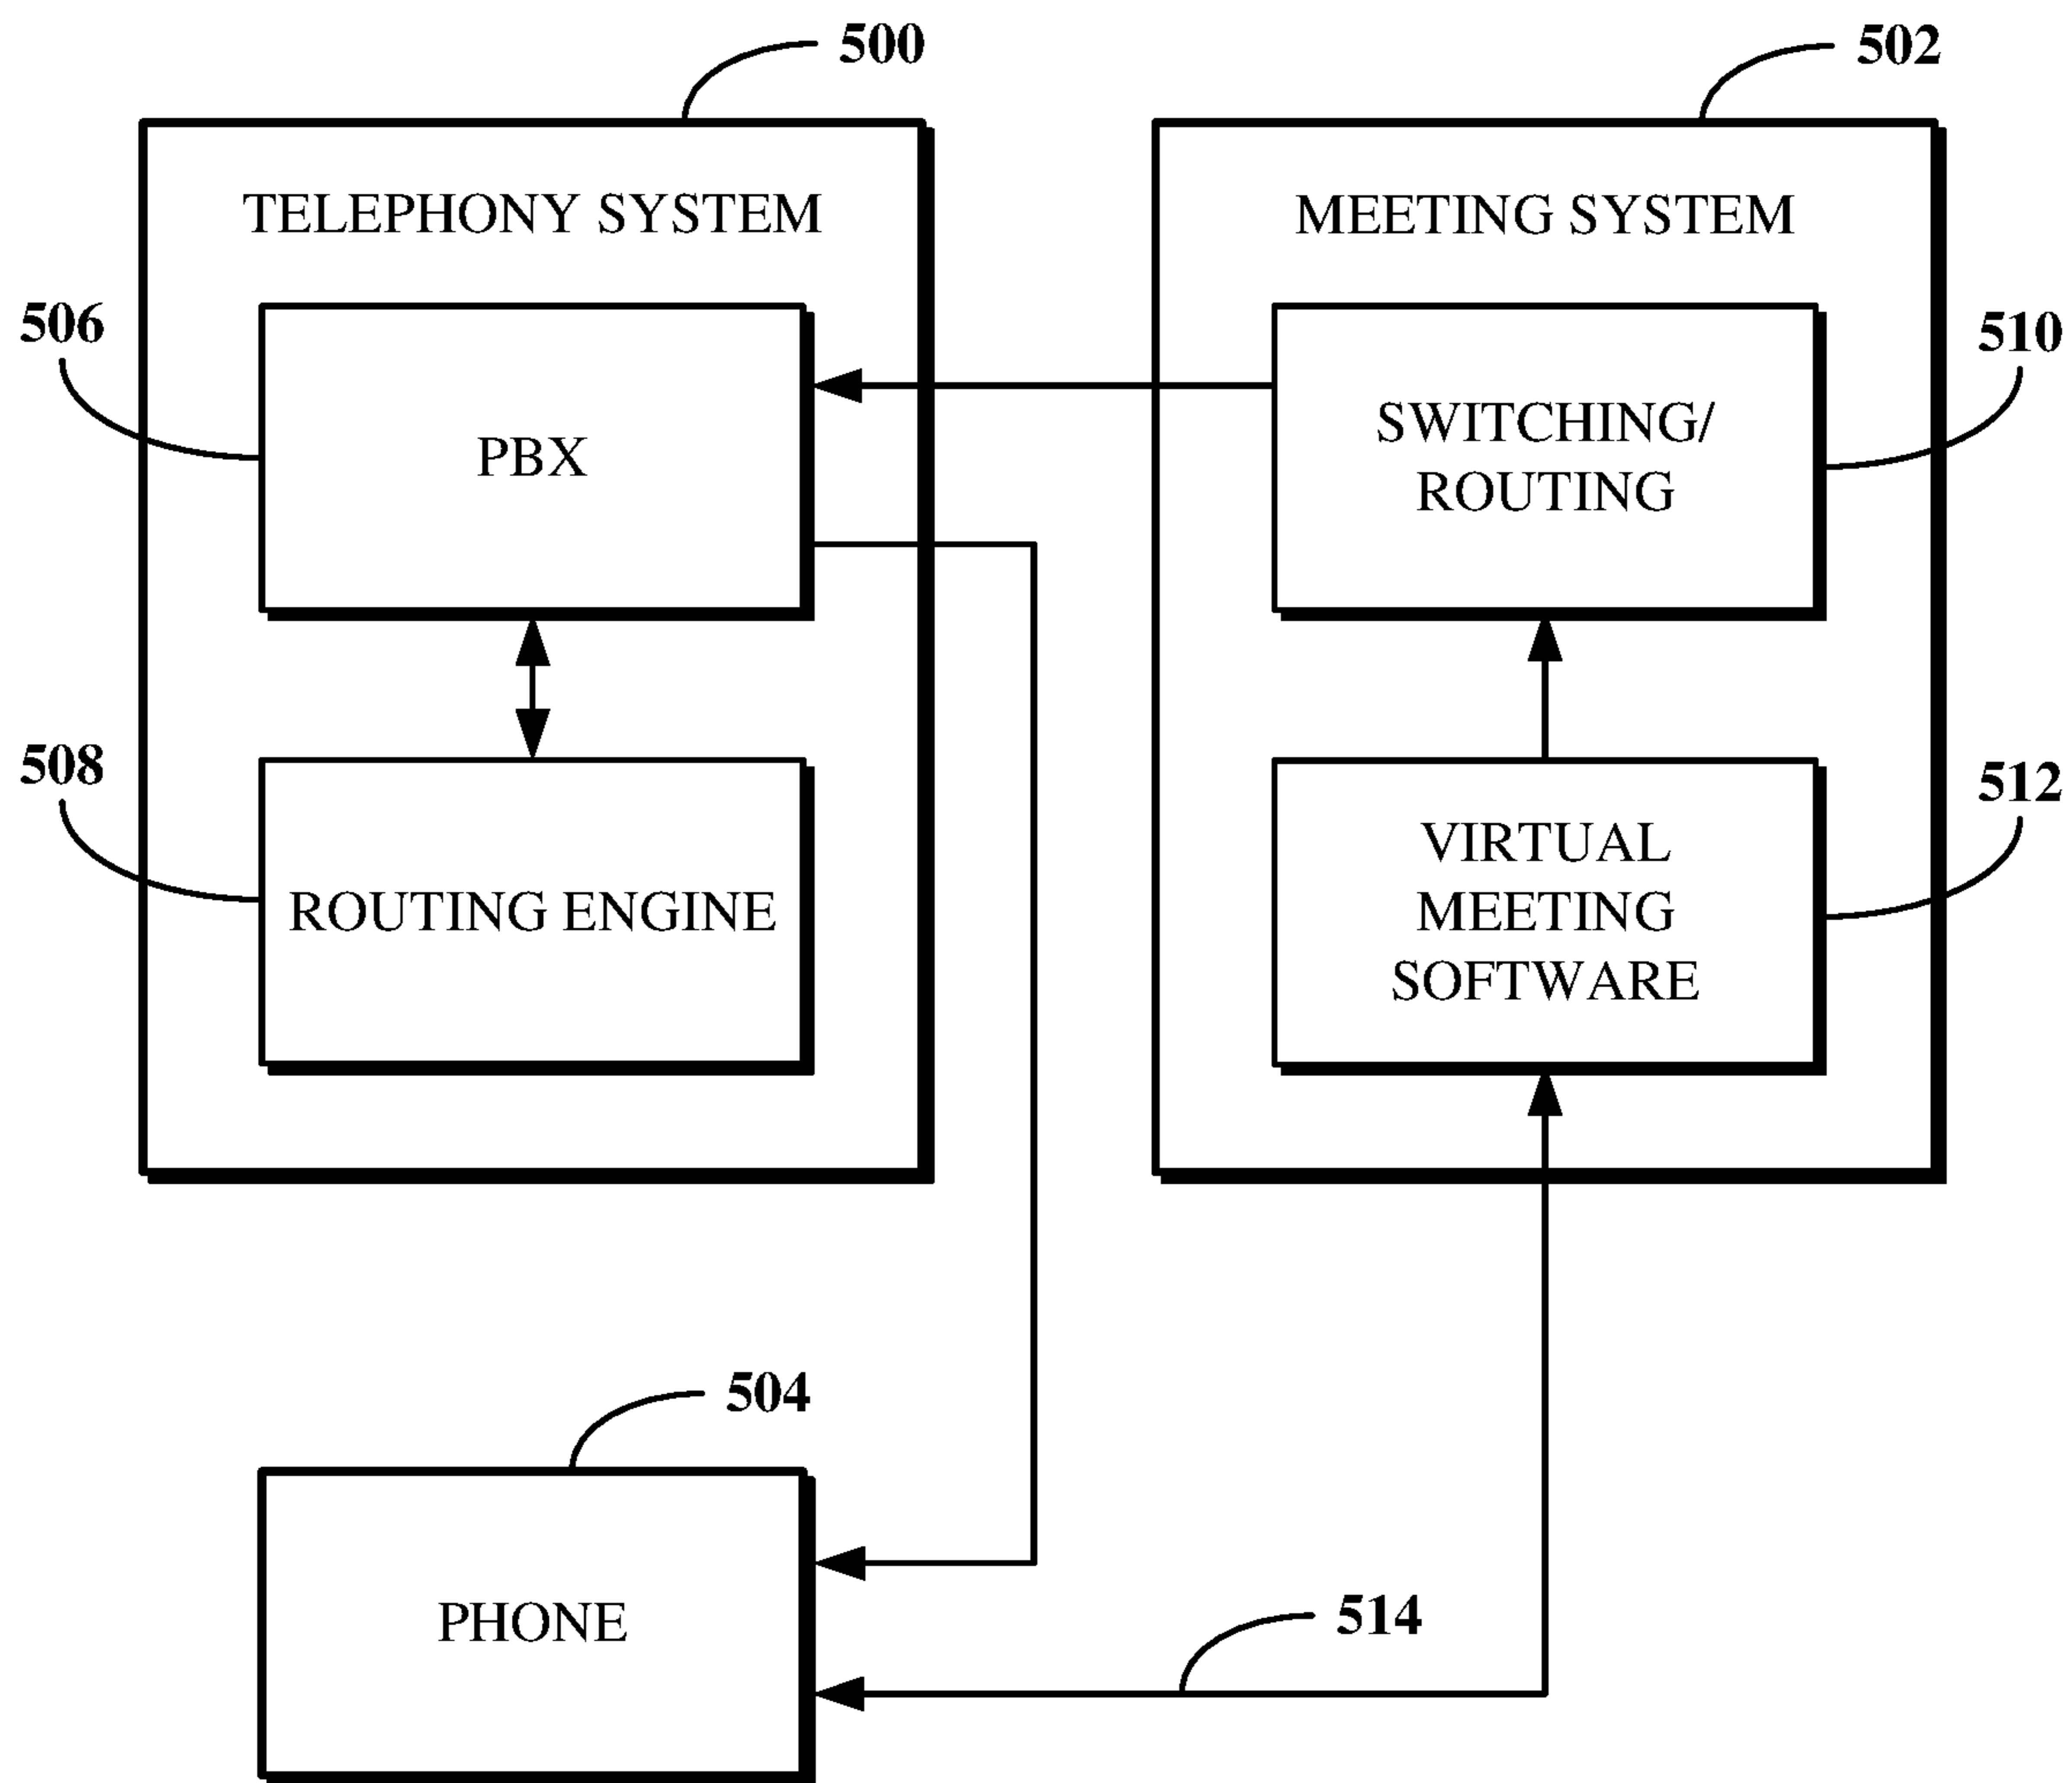 500
502
TELEPHONY SYSTEM
MEETING SYSTEM
506
PBX
510
SWITCHING/
ROUTING
508
ROUTING ENGINE
512
VIRTUAL
MEETING
SOFTWARE
504
PHONE
514